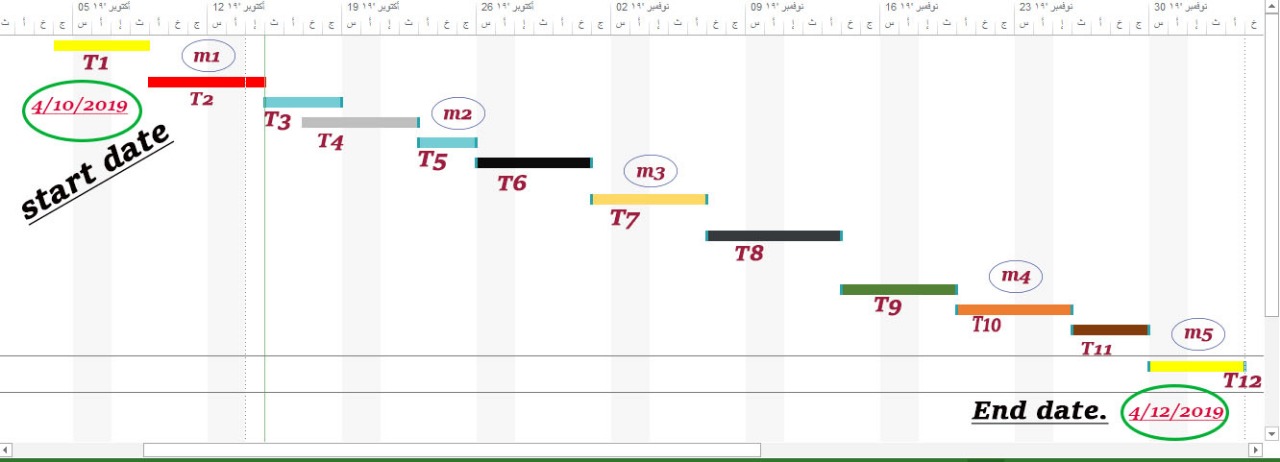 أكتوبر '١٩ 05
أكتوبر '١٩ 12
أكتوبر '١٩ 19
أكتوبر '١٩ 26
نوفمبر '١٩ 02
نوفمبر '١٩ 09
نوفمبر '١٩ 16
نوفمبر '١٩ 23
نوفمبر '١٩ 30
T1
m1
T2
4/10/2019
start date
T3
m2
T4
T5
T6
m3
T7
T8
m4
T9
T10
m5
T11
T12
End date.
4/12/2019